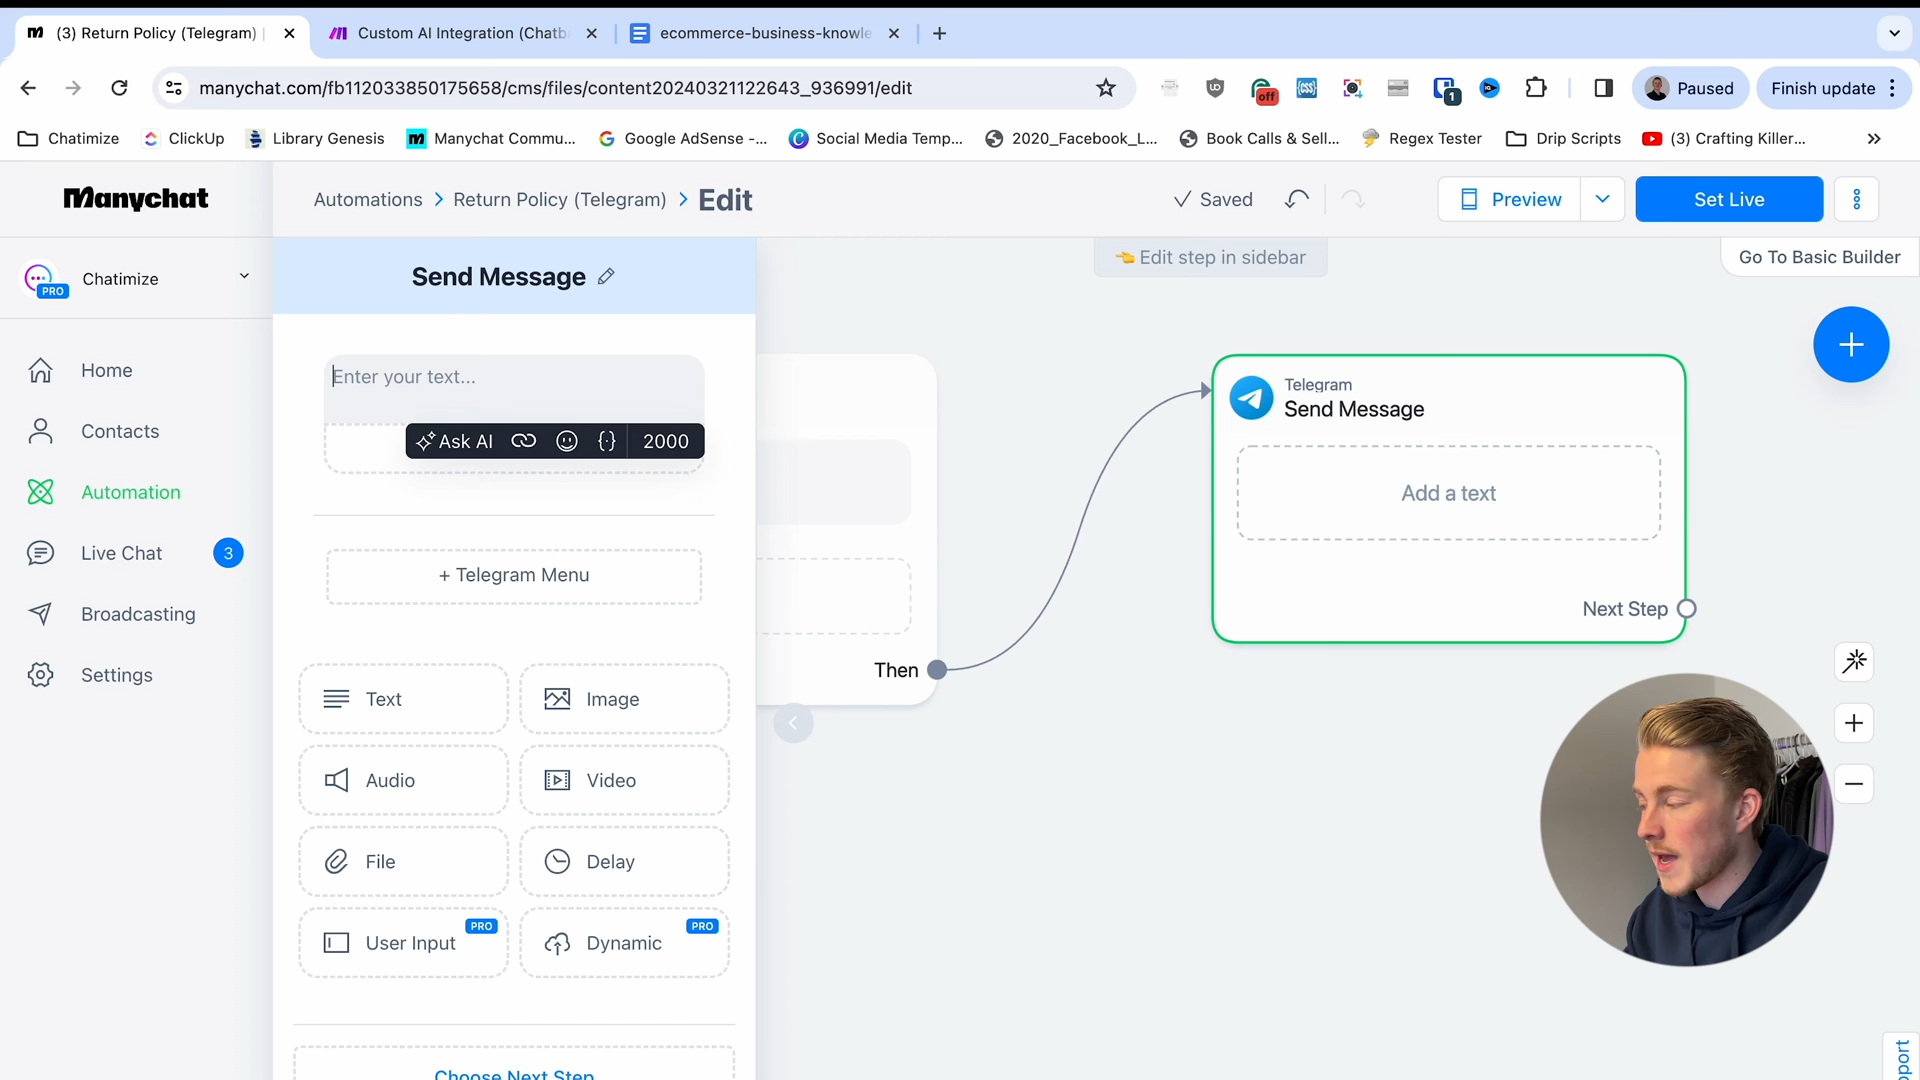 (3) Return Policy (Telegram) |
Custom AI Integration (Chatb
ecommerce-business-knowle
manychat.com/fb112033850175658/cms/files/content20240321122643_936991/edit
off
1
Paused
Finish update
Chatimize
ClickUp
Library Genesis
Manychat Commu...
Google AdSense -...
Social Media Temp...
2020_Facebook_L...
Book Calls & Sell...
Regex Tester
Drip Scripts
(3) Crafting Killer...
Manychat
Automations > Return Policy (Telegram) > Edit
Saved
Preview
Set Live
Chatimize
PRO
Home
Contacts
Automation
Live Chat
3
Broadcasting
Settings
Send Message
Enter your text...
Ask AI
2000
+ Telegram Menu
Text
Image
Audio
Video
File
Delay
User Input
PRO
Dynamic
PRO
Choose Next Step
👈 Edit step in sidebar
Go To Basic Builder
Then
Telegram
Send Message
Add a text
Next Step